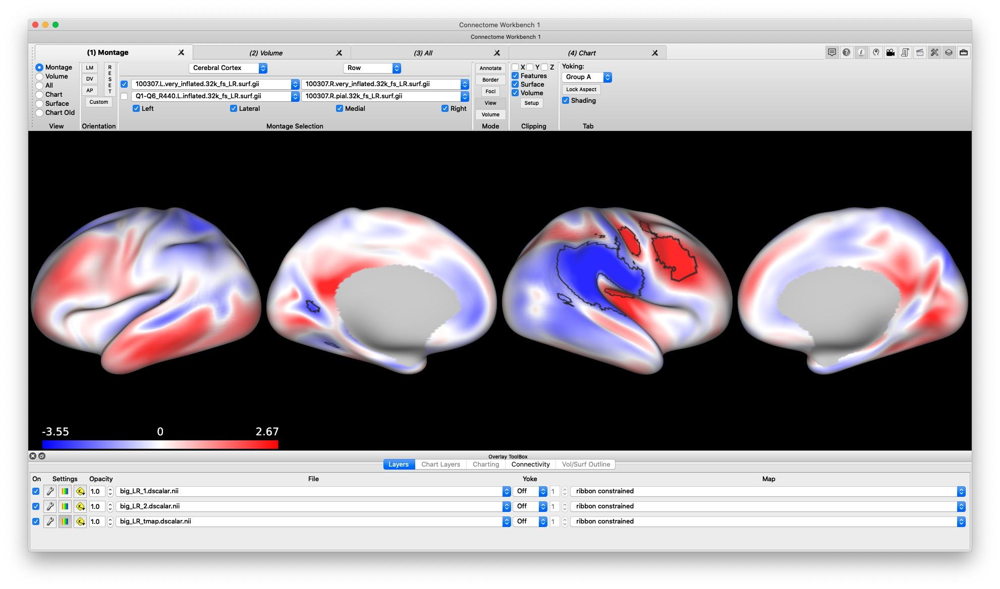 Connectome Workbench 1
Connectome Workbench 1
(1) Montage
(2) Volume
(3) All
(4) Chart
Montage
Volume
All
Chart
Surface
Chart Old
View
LM
DV
AP
RESET
Custom
Orientation
Cerebral Cortex
Row
100307.L.very_inflated.32k_fs_LR.surf.gii
100307.R.very_inflated.32k_fs_LR.surf.gii
Q1-Q6_R440.L.inflated.32k_fs_LR.surf.gii
100307.R.pial.32k_fs_LR.surf.gii
Left
Lateral
Medial
Right
Montage Selection
Annotate
Border
Foci
View
Volume
Mode
X Y Z
Features
Surface
Volume
Setup
Clipping
Yoking:
Group A
Lock Aspect
Shading
Tab
-3.55 0 2.67
Overlay ToolBox
Layers Chart Layers Charting Connectivity Vol/Surf Outline
On Settings Opacity File Yoke Map
1.0 big_LR_1.dscalar.nii Off 1 ribbon constrained
1.0 big_LR_2.dscalar.nii Off 1 ribbon constrained
1.0 big_LR_tmap.dscalar.nii Off 1 ribbon constrained